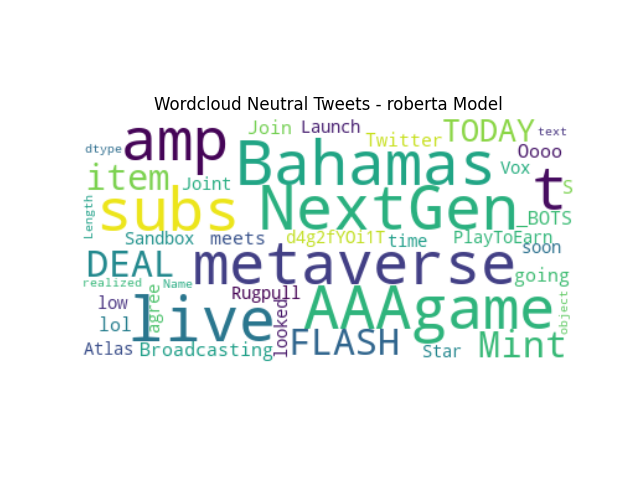 Wordcloud Neutral Tweets - roberta Model
amp
Join
Launch
Twitter
TODAY
text
dtype
Bahamas
Oooo
item
Joint
Vox
t
S
Length
subs
NextGen
_BOTS
Sandbox
meets
d4g2fYOi1T
time
PlayToEarn
soon
DEAL
metaverse
going
realized
Name
agree
Rugpull
AAAgame
object
low
live
looked
lol
FLASH
Mint
Atlas
Broadcasting
Star